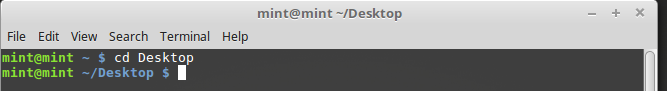 mint@mint ~/Desktop
File Edit View Search Terminal Help
mint@mint ~ $ cd Desktop
mint@mint ~/Desktop $